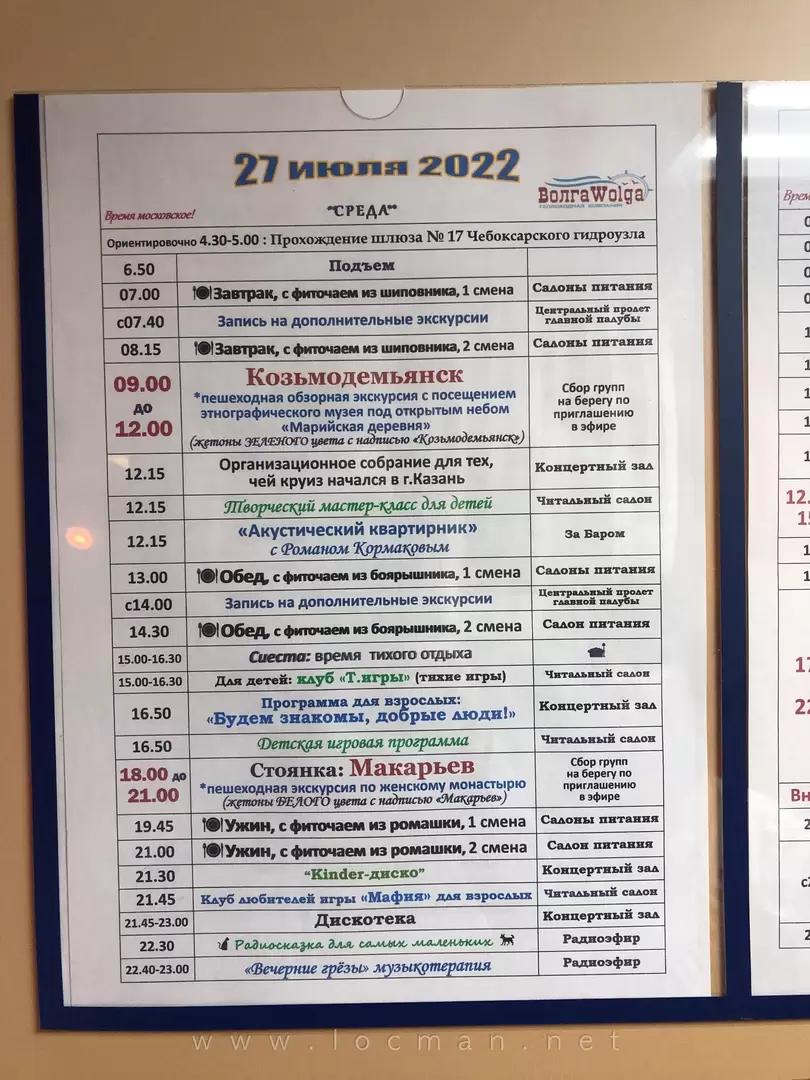 27 июля 2022
ВолгаWolga
ТЕПЛОХОДНАЯ КОМПАНИЯ
Время московское!
"СРЕДА"
Ориентировочно 4.30-5.00 : Прохождение шлюза № 17 Чебоксарского гидроузла
6.50 Подъем
07.00 Завтрак, с фиточаем из шиповника, 1 смена Салоны питания
с07.40 Запись на дополнительные экскурсии Центральный пролет
главной палубы
08.15 Завтрак, с фиточаем из шиповника, 2 смена Салоны питания
09.00
до
12.00
Козьмодемьянск
*пешеходная обзорная экскурсия с посещением
этнографического музея под открытым небом
«Марийская деревня»
(жетоны ЗЕЛЕНОГО цвета с надписью «Козьмодемьянск»)
Сбор групп
на берегу по
приглашению
в эфире
12.15 Организационное собрание для тех,
чей круиз начался в г.Казань
Концертный зал
12.15 Творческий мастер-класс для детей Читальный салон
12.15 «Акустический квартирник»
с Романом Кормаковым
За Баром
13.00 Обед, с фиточаем из боярышника, 1 смена Салоны питания
с14.00 Запись на дополнительные экскурсии Центральный пролет
главной палубы
14.30 Обед, с фиточаем из боярышника, 2 смена Салон питания
15.00-16.30 Сиеста: время тихого отдыха
15.00-16.30 Для детей: клуб «Т.игры» (тихие игры) Читальный салон
16.50 Программа для взрослых:
«Будем знакомы, добрые люди!»
Концертный зал
16.50 Детская игровая программа Читальный салон
18.00 до
21.00
Стоянка: Макарьев
*пешеходная экскурсия по женскому монастырю
(жетоны БЕЛОГО цвета с надписью «Макарьев»)
Сбор групп
на берегу по
приглашению
в эфире
19.45 Ужин, с фиточаем из ромашки, 1 смена Салоны питания
21.00 Ужин, с фиточаем из ромашки, 2 смена Салон питания
21.30 "Kinder-диско" Концертный зал
21.45 Клуб любителей игры «Мафия» для взрослых Читальный салон
21.45-23.00 Дискотека Концертный зал
22.30 Радиосказка для самых маленьких Радиоэфир
22.40-23.00 «Вечерние грёзы» музыкотерапия Радиоэфир
www.locman.net